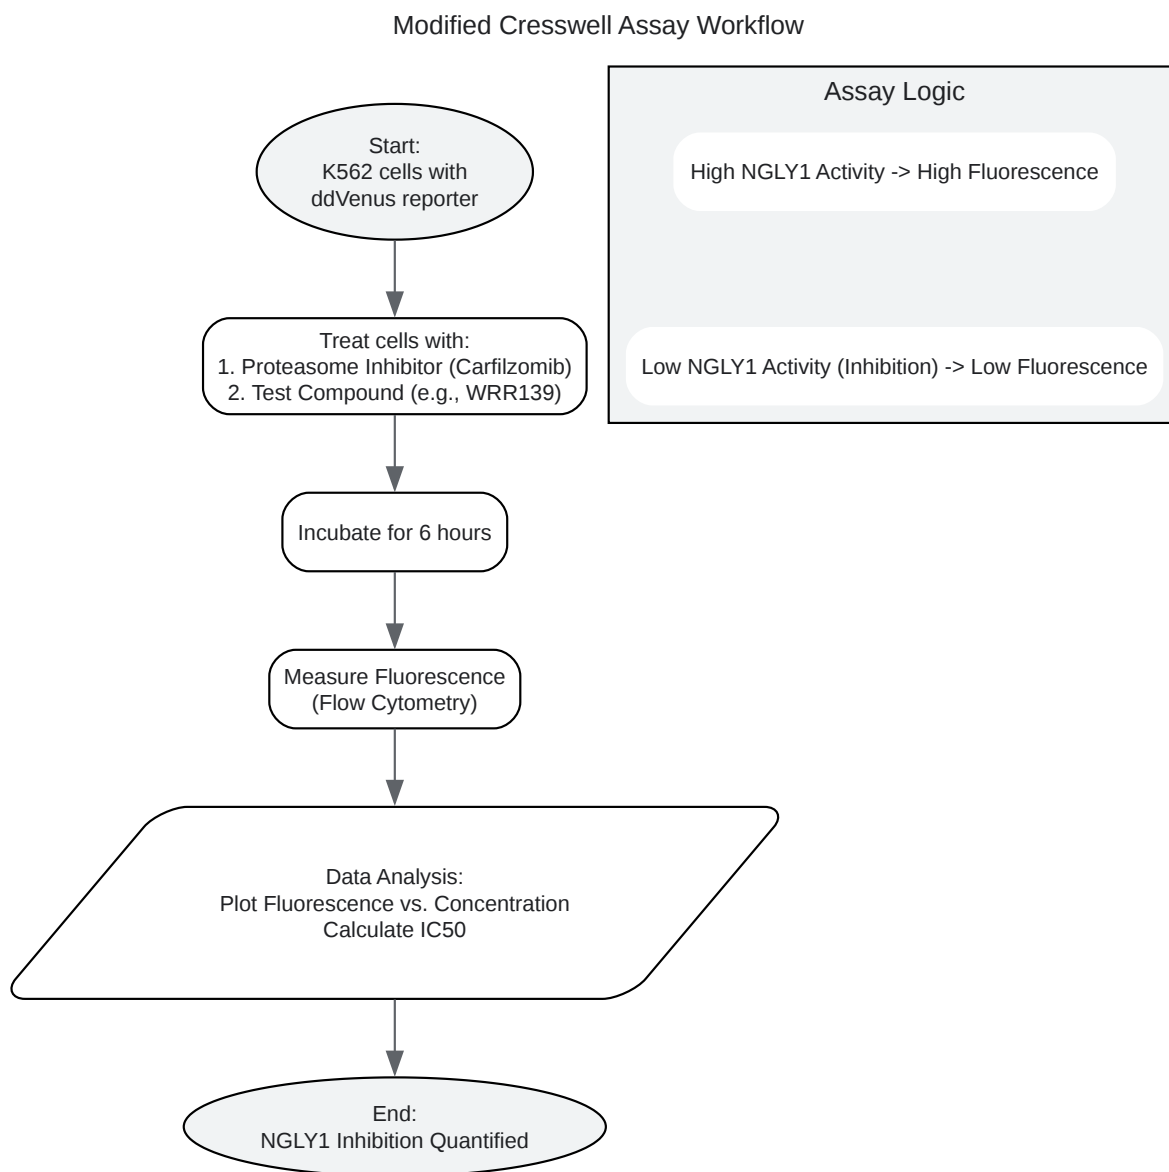 Modified Cresswell Assay Workflow
Start:
K562 cells with
ddVenus reporter
Treat cells with:
1. Proteasome Inhibitor (Carfilzomib)
2. Test Compound (e.g., WRR139)
Incubate for 6 hours
Measure Fluorescence
(Flow Cytometry)
Data Analysis:
Plot Fluorescence vs. Concentration
Calculate IC50
End:
NGLY1 Inhibition Quantified
Assay Logic
High NGLY1 Activity -> High Fluorescence
Low NGLY1 Activity (Inhibition) -> Low Fluorescence